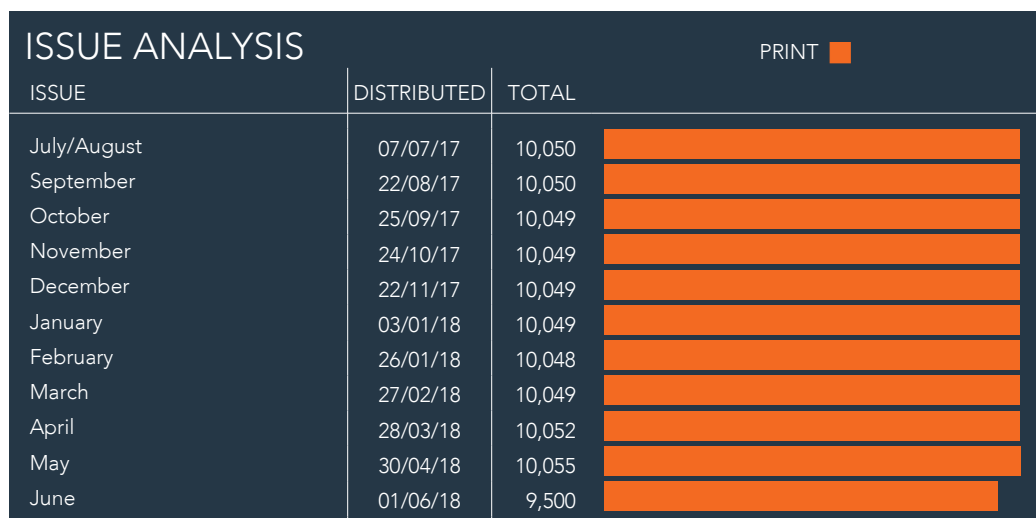 ISSUE ANALYSIS PRINT
ISSUE DISTRIBUTED TOTAL
July/August 07/07/17 10,050
September 22/08/17 10,050
October 25/09/17 10,049
November 24/10/17 10,049
December 22/11/17 10,049
January 03/01/18 10,049
February 26/01/18 10,048
March 27/02/18 10,049
April 28/03/18 10,052
May 30/04/18 10,055
June 01/06/18 9,500